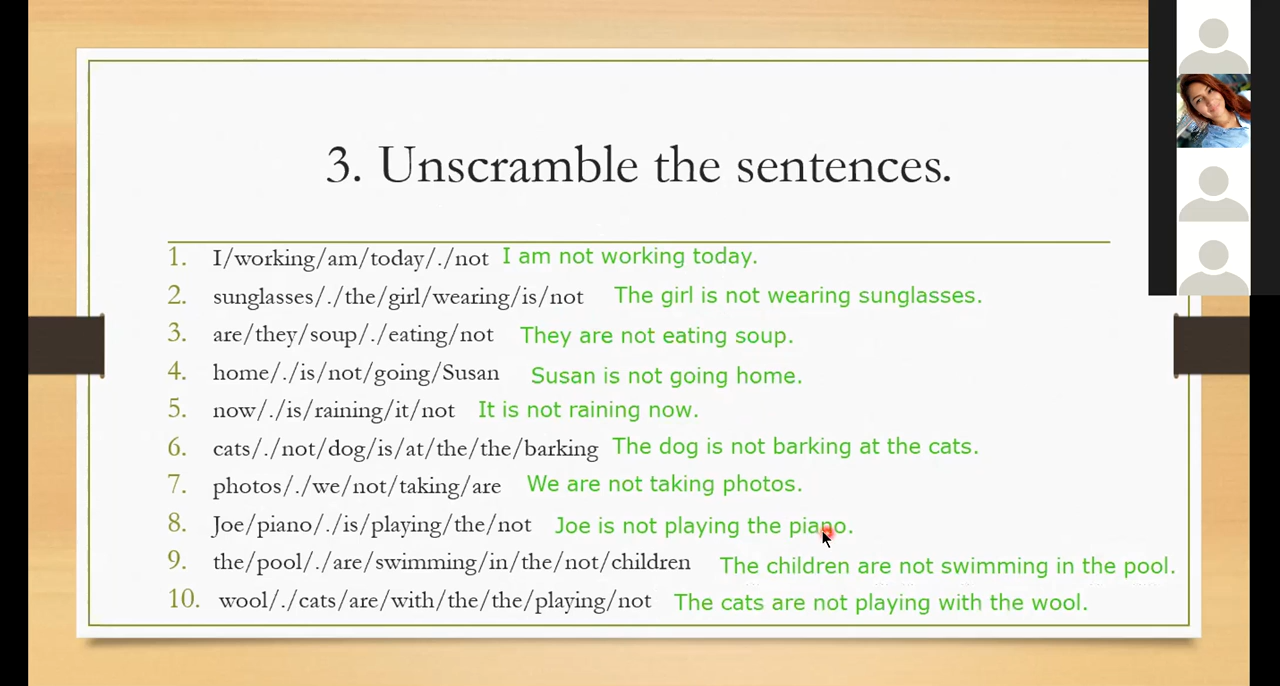 3. Unscramble the sentences.
1. I/working/am/today/./not I am not working today.
2. sunglasses/./the/girl/wearing/is/not The girl is not wearing sunglasses.
3. are/they/soup/./eating/not They are not eating soup.
4. home/./is/not/going/Susan Susan is not going home.
5. now/./is/raining/it/not It is not raining now.
6. cats/./not/dog/is/at/the/the/barking The dog is not barking at the cats.
7. photos/./we/not/taking/are We are not taking photos.
8. Joe/piano/./is/playing/the/not Joe is not playing the piano.
9. the/pool/./are/swimming/in/the/not/children The children are not swimming in the pool.
10. wool/./cats/are/with/the/the/playing/not The cats are not playing with the wool.